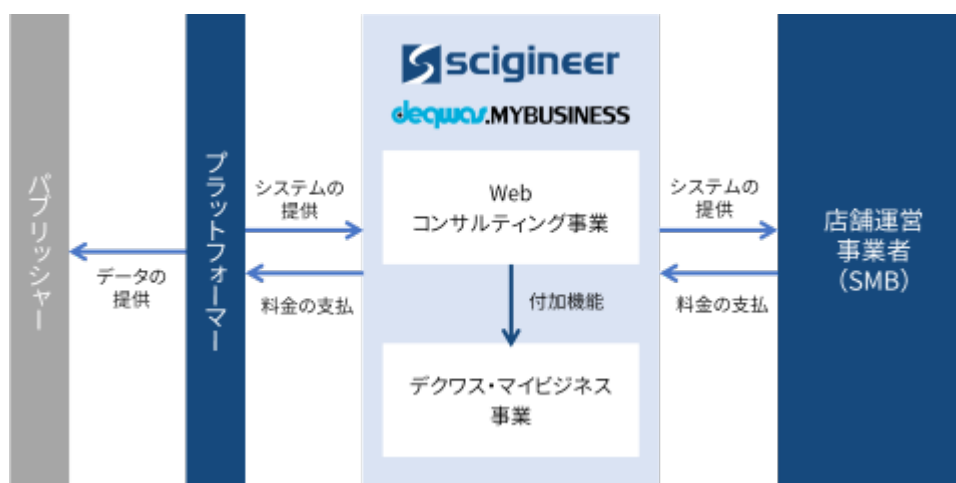 scigineer
deqwas.MYBUSINESS
パブリッシャー
データの
提供
プラットフォーマー
システムの
提供
料金の支払
Web
コンサルティング事業
付加機能
デクワス・マイビジネス
事業
システムの
提供
料金の支払
店舗運営
事業者
（SMB）